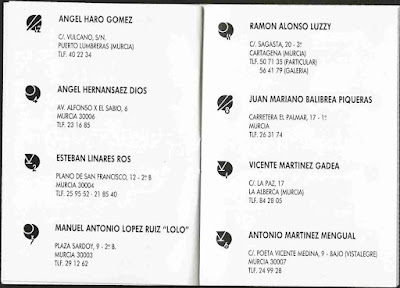 ANGEL HARO GOMEZ
C/. VULCANO, S/N.
PUERTO LUMBRERAS (MURCIA)
TLF. 40 22 34
ANGEL HERNANSAEZ DIOS
AV. ALFONSO X EL SABIO, 6
MURCIA 30006
TLF. 23 16 85
ESTEBAN LINARES ROS
PLANO DE SAN FRANCISCO, 12 - 2º B
MURCIA 30004
TLF. 25 95 52 - 21 85 40
MANUEL ANTONIO LOPEZ RUIZ "LOLO"
PLAZA SARDOY, 9 - 2º B.
MURCIA 30003
TLF. 29 12 62
RAMON ALONSO LUZZY
C/. SAGASTA, 20 - 3º
CARTAGENA (MURCIA)
TLF. 50 71 35 (PARTICULAR)
56 41 79 (GALERIA)
JUAN MARIANO BALIBREA PIQUERAS
CARRETERA EL PALMAR, 17 - 1º
MURCIA
TLF. 26 31 74
VICENTE MARTINEZ GADEA
C/. LA PAZ, 17
LA ALBERCA (MURCIA)
TLF. 84 28 05
ANTONIO MARTINEZ MENGUAL
C/. POETA VICENTE MEDINA, 9 - BAJO (VISTALEGRE)
MURCIA 30007
TLF. 24 99 28